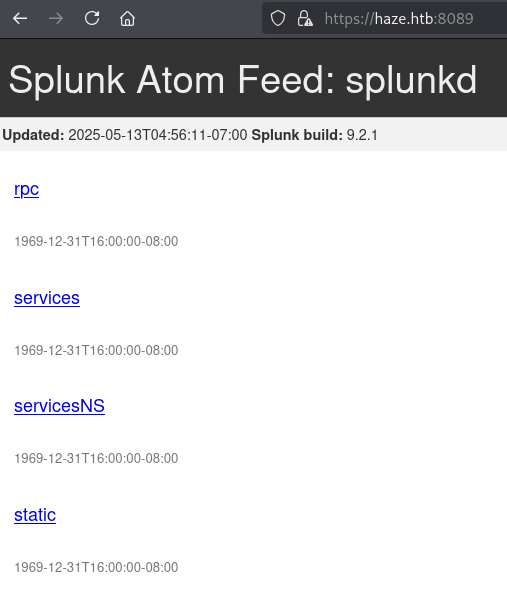 https://haze.htb:8089
Splunk Atom Feed: splunkd
Updated: 2025-05-13T04:56:11-07:00 Splunk build: 9.2.1
rpc
1969-12-31T16:00:00-08:00
services
1969-12-31T16:00:00-08:00
servicesNS
1969-12-31T16:00:00-08:00
static
1969-12-31T16:00:00-08:00